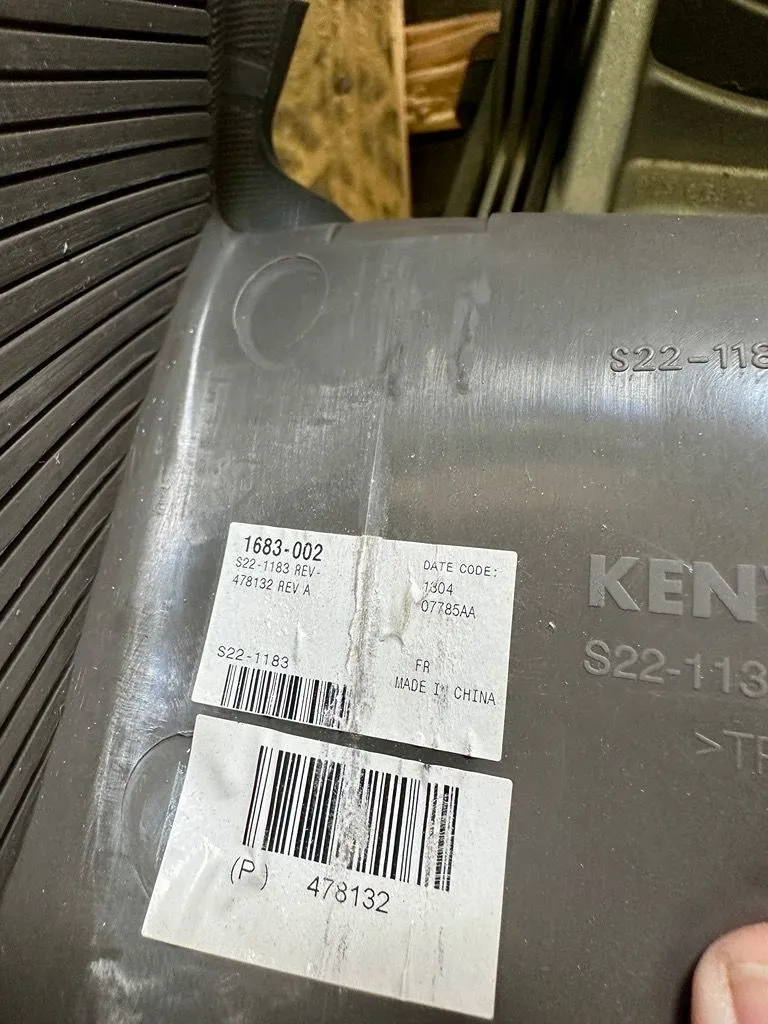 S22-118
1683-002
S22-1183 REV-
478132 REV A
DATE CODE:
1304
07785AA
S22-1183
FR
MADE IN CHINA
KEN
S22-113
>T
(P) 478132